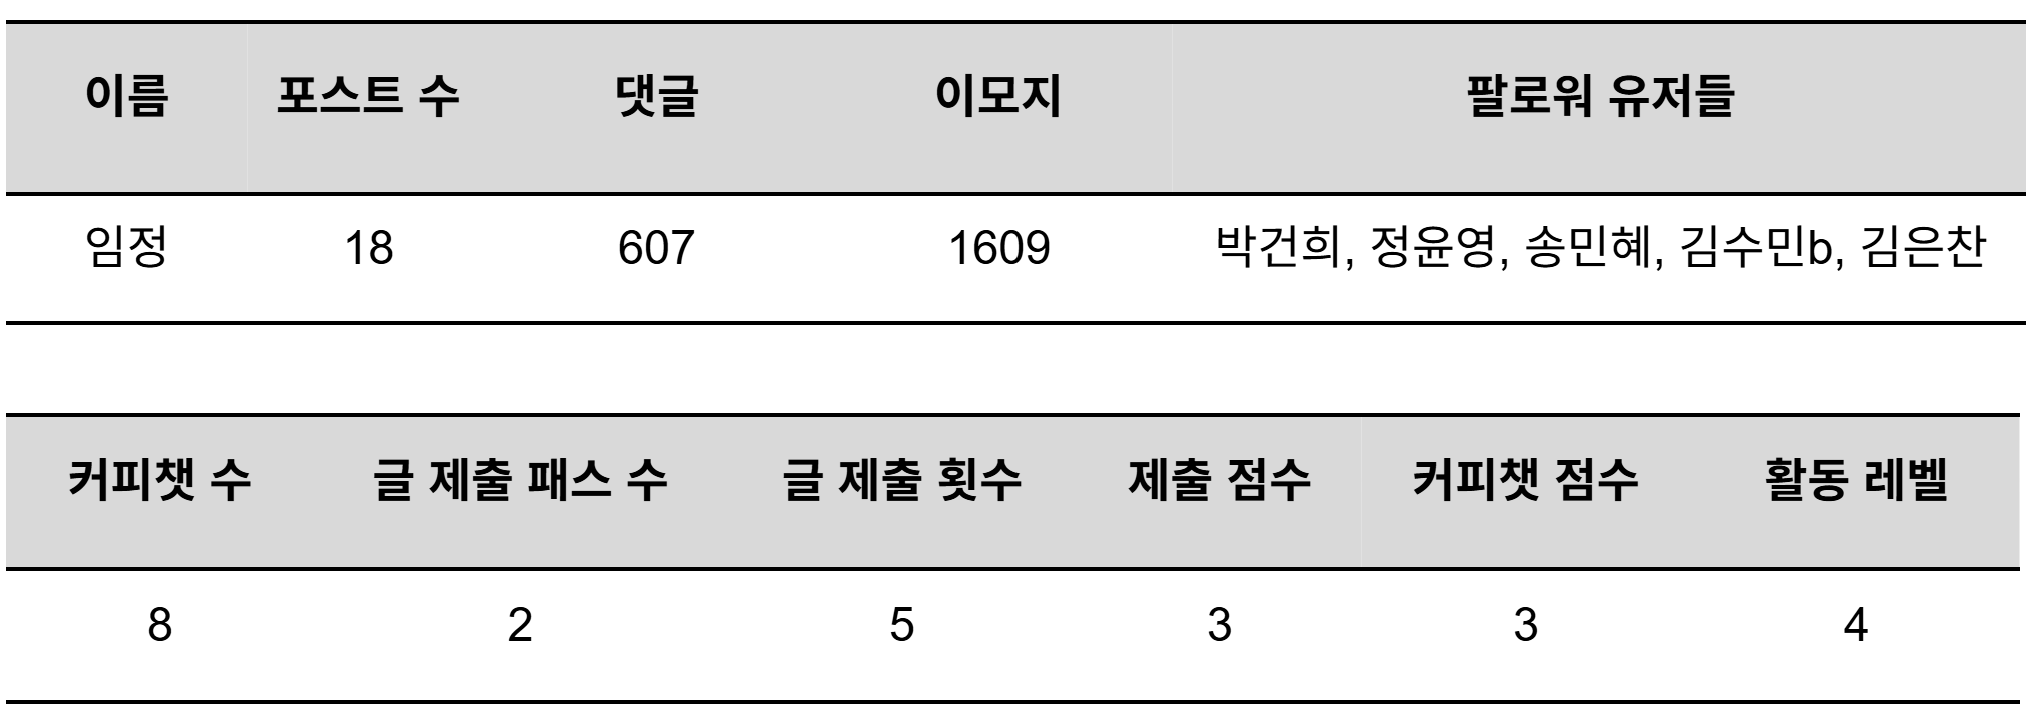 이름 포스트 수 댓글 이모지 팔로워 유저들
임정 18 607 1609 박건희, 정윤영, 송민혜, 김수민b, 김은찬
커피챗 수 글 제출 패스 수 글 제출 횟수 제출 점수 커피챗 점수 활동 레벨
8 2 5 3 3 4